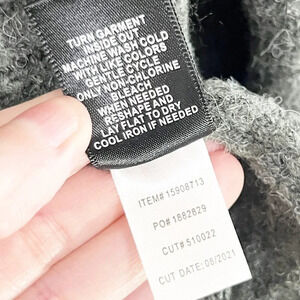 TURN GARMENT
INSIDE OUT
MACHINE WASH COLD
WITH LIKE COLORS
GENTLE CYCLE
ONLY NON-CHLORINE
BLEACH
WHEN NEEDED
RESHAPE AND
LAY FLAT TO DRY
COOL IRON IF NEEDED
ITEM# 15908713
PO# 1882829
CUT# 510022
CUT DATE: 08/2021